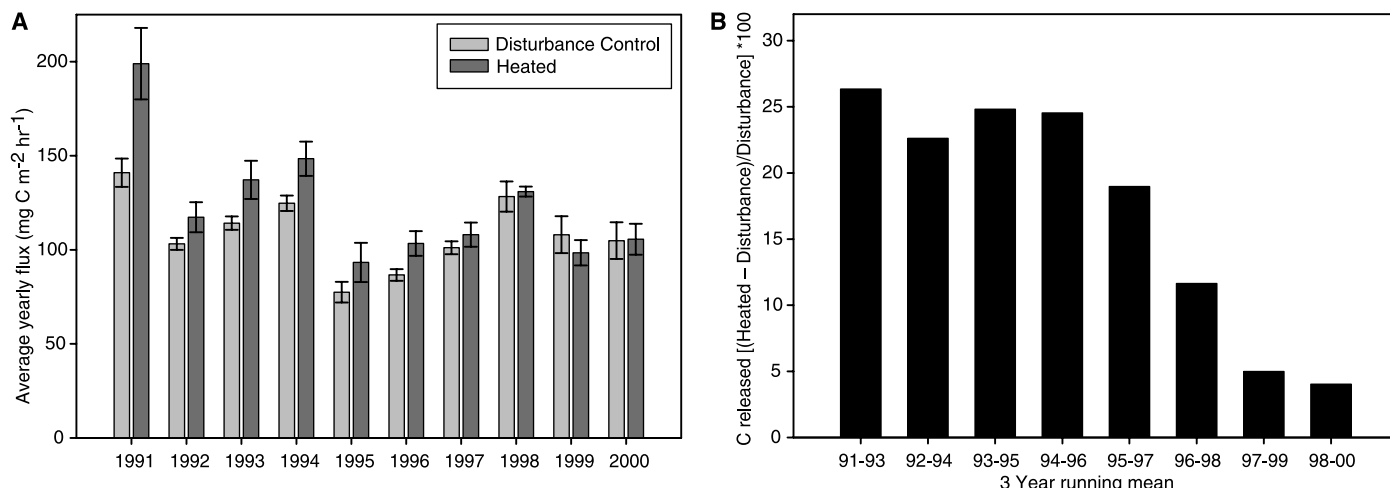 A
Average yearly flux (mg C m-2 hr-1)
200
150
100
50
0
Disturbance Control
Heated
1991 1992 1993 1994 1995 1996 1997 1998 1999 2000
B
C released [(Heated – Disturbance)/Disturbance] *100
30
25
20
15
10
5
0
91-93 92-94 93-95 94-96 95-97 96-98 97-99 98-00
3 Year running mean